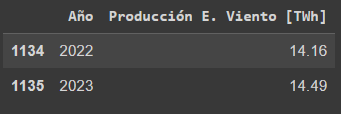 Año Producción E. Viento [TWh]
1134 2022 14.16
1135 2023 14.49